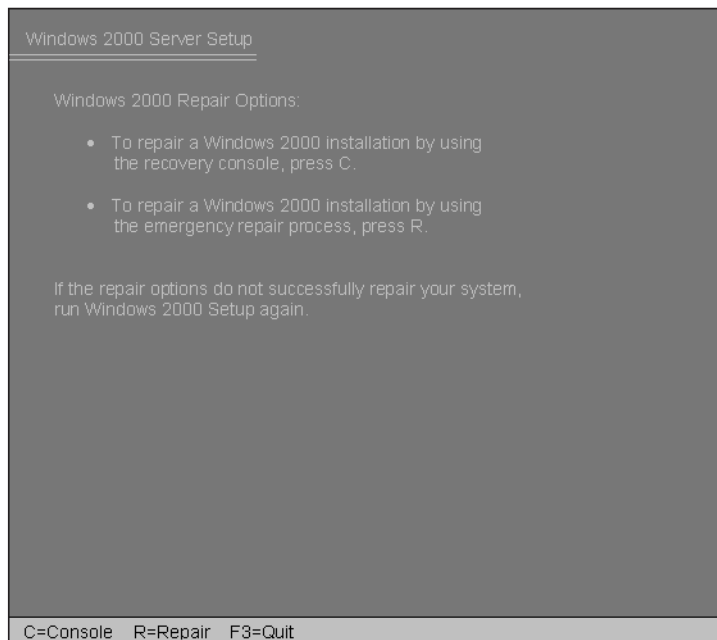 Windows 2000 Server Setup
Windows 2000 Repair Options:
• To repair a Windows 2000 installation by using
the recovery console, press C.
• To repair a Windows 2000 installation by using
the emergency repair process, press R.
If the repair options do not successfully repair your system,
run Windows 2000 Setup again.
C=Console R=Repair F3=Quit